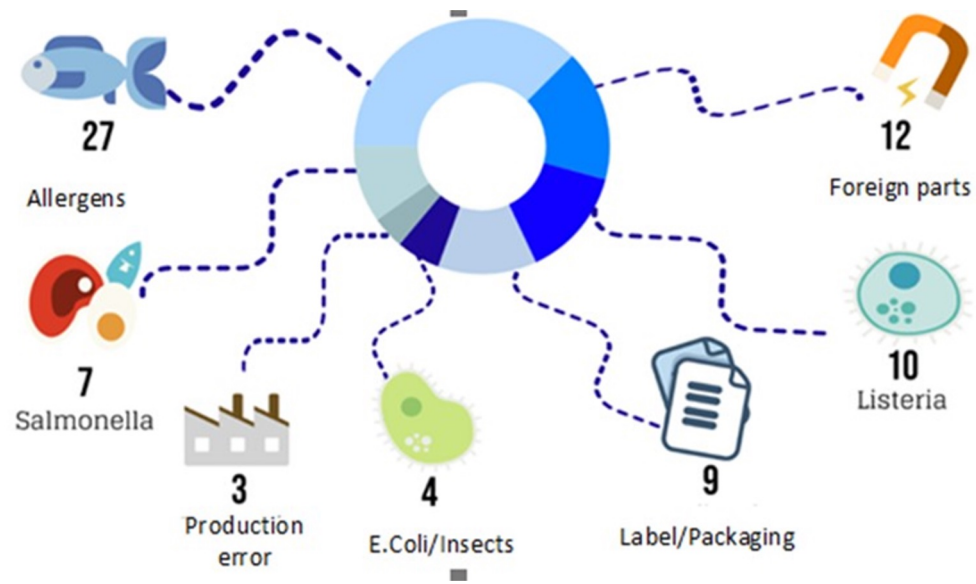 27
Allergens
12
Foreign parts
7
Salmonella
10
Listeria
3
Production
error
4
E.Coli/Insects
9
Label/Packaging